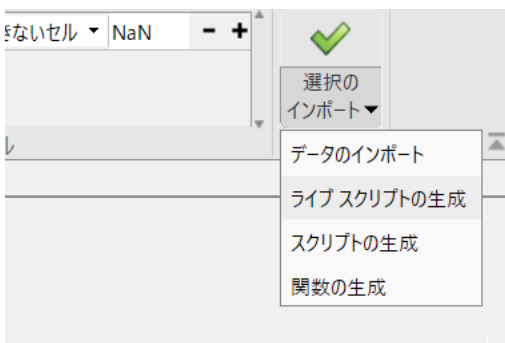 きないセル NaN - +
選択の
インポート
ル
データのインポート
ライブ スクリプトの生成
スクリプトの生成
関数の生成